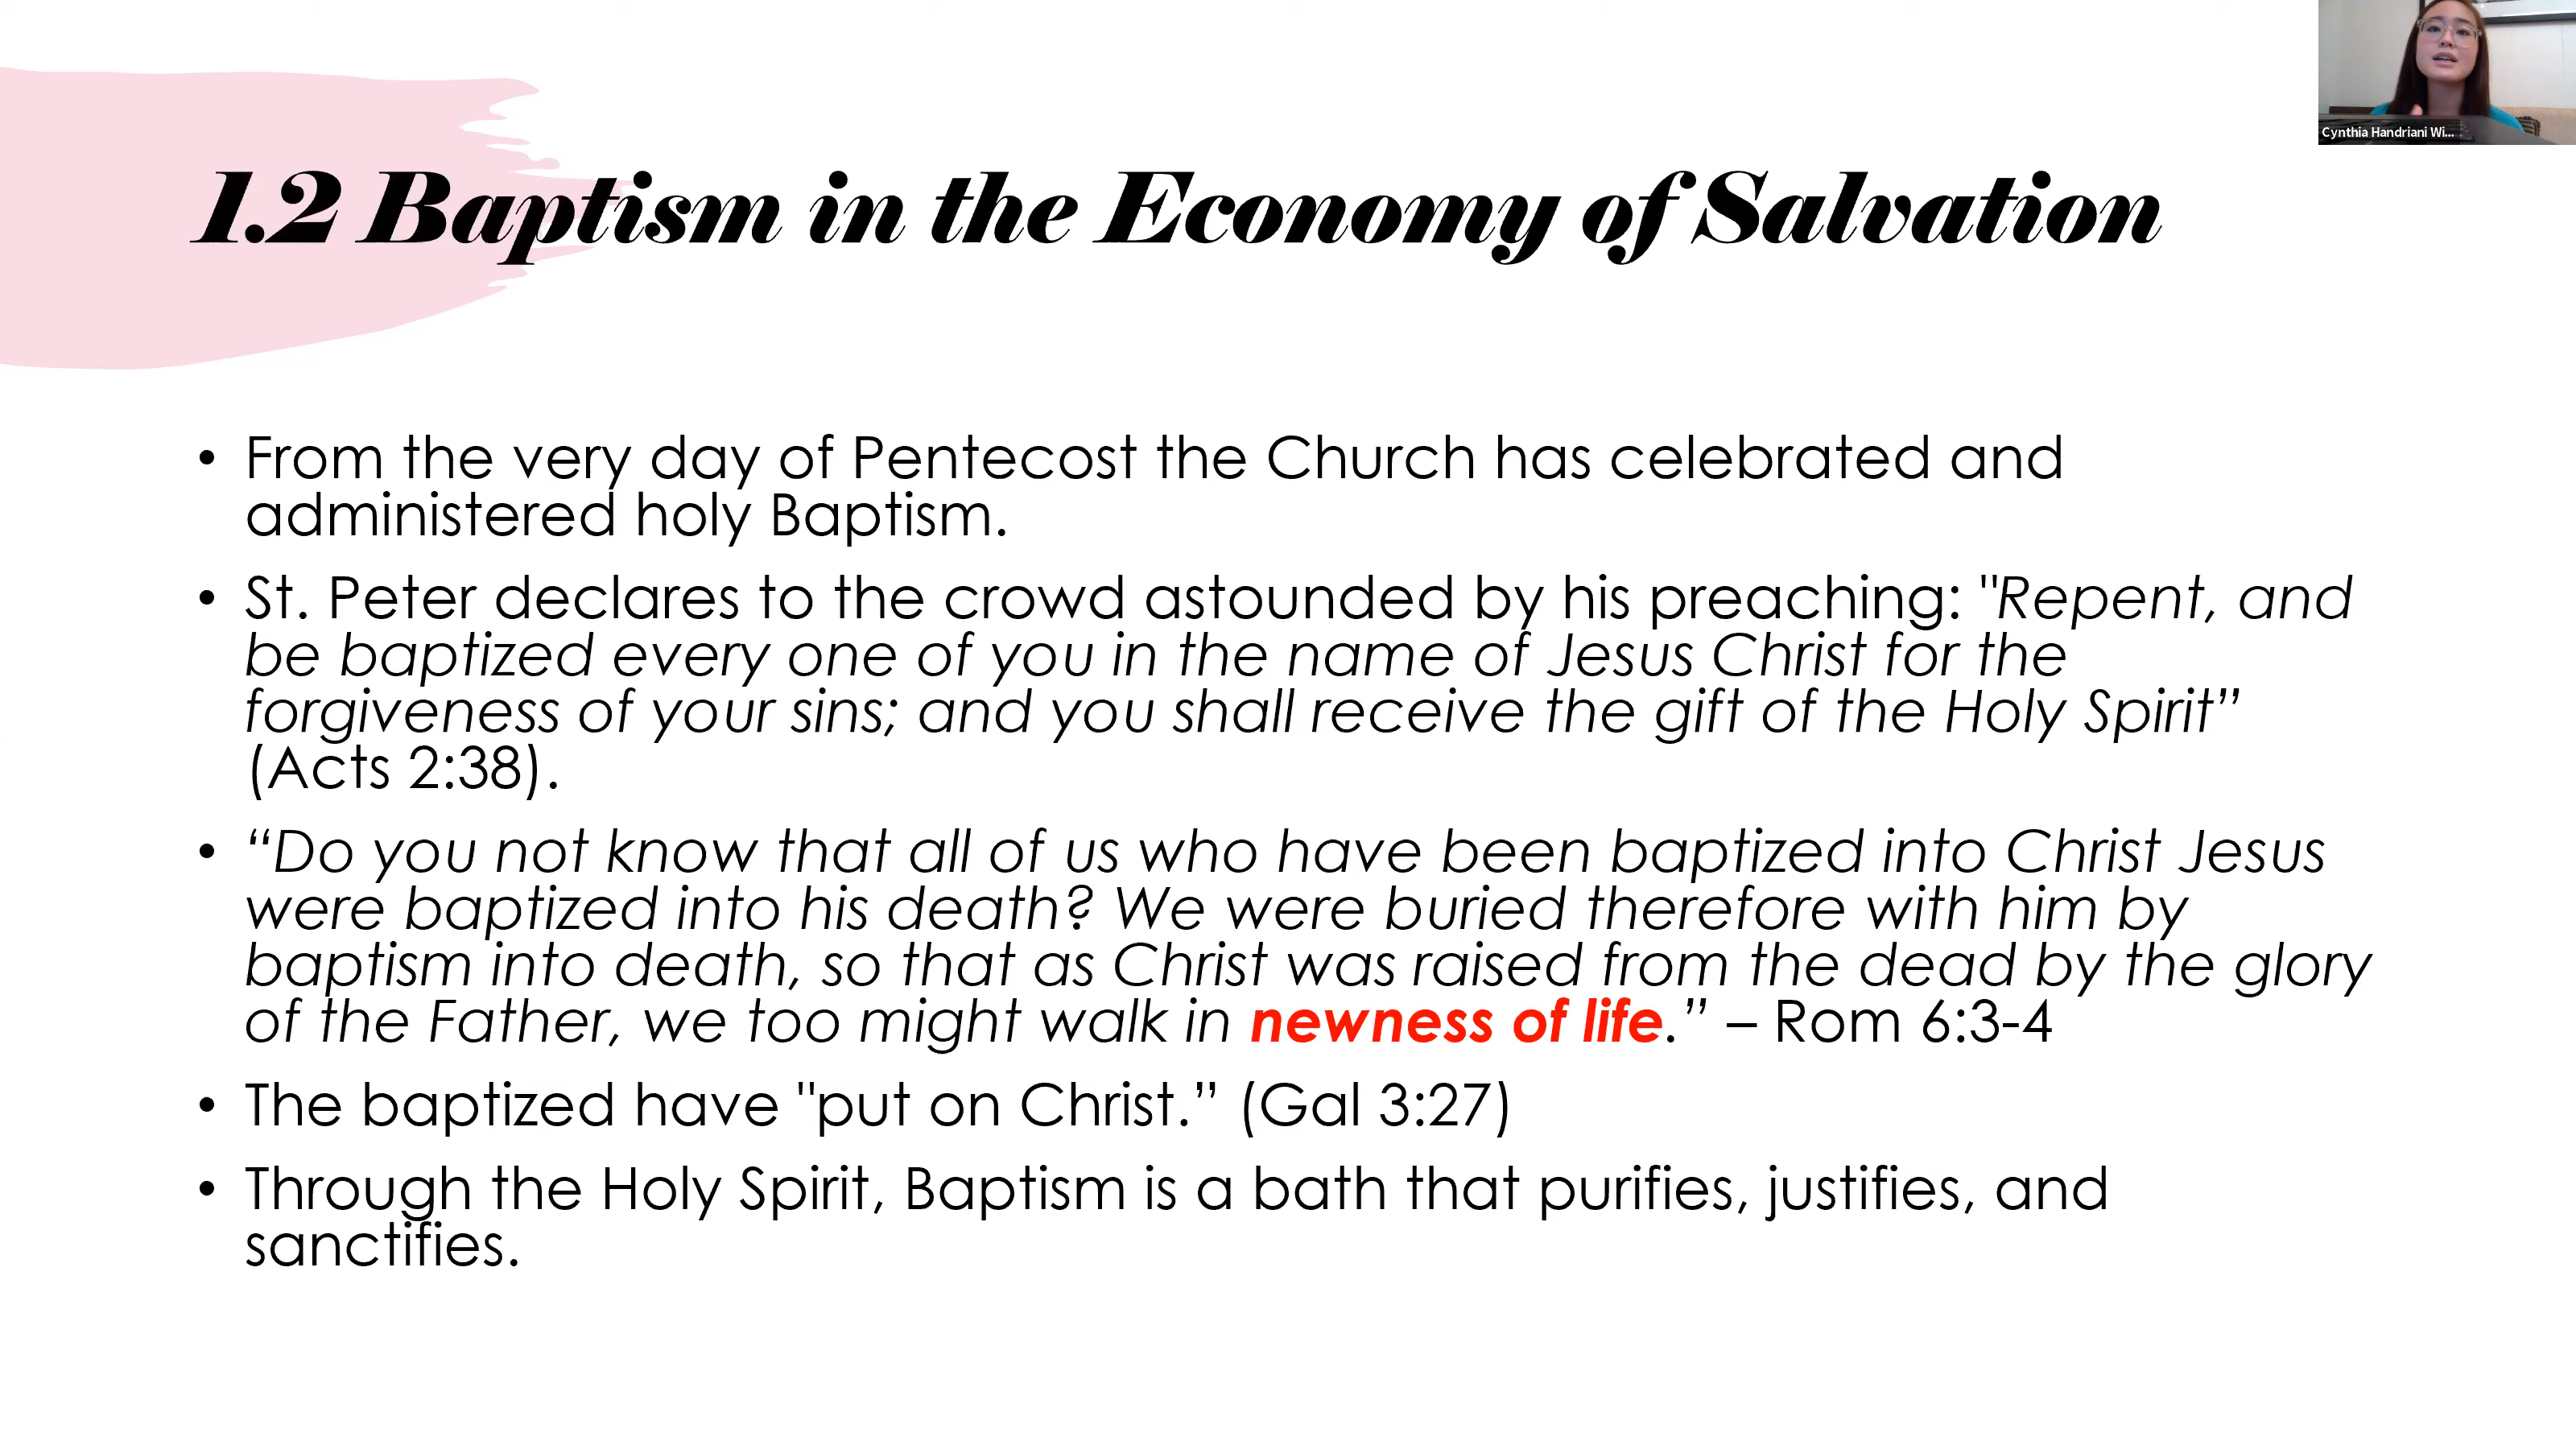 Cynthia Handriani Wi...
1.2 Baptism in the Economy of Salvation
• From the very day of Pentecost the Church has celebrated and
administered holy Baptism.
• St. Peter declares to the crowd astounded by his preaching: "Repent, and
be baptized every one of you in the name of Jesus Christ for the
forgiveness of your sins; and you shall receive the gift of the Holy Spirit”
(Acts 2:38).
• “Do you not know that all of us who have been baptized into Christ Jesus
were baptized into his death? We were buried therefore with him by
baptism into death, so that as Christ was raised from the dead by the glory
of the Father, we too might walk in newness of life.” – Rom 6:3-4
• The baptized have "put on Christ.” (Gal 3:27)
• Through the Holy Spirit, Baptism is a bath that purifies, justifies, and
sanctifies.